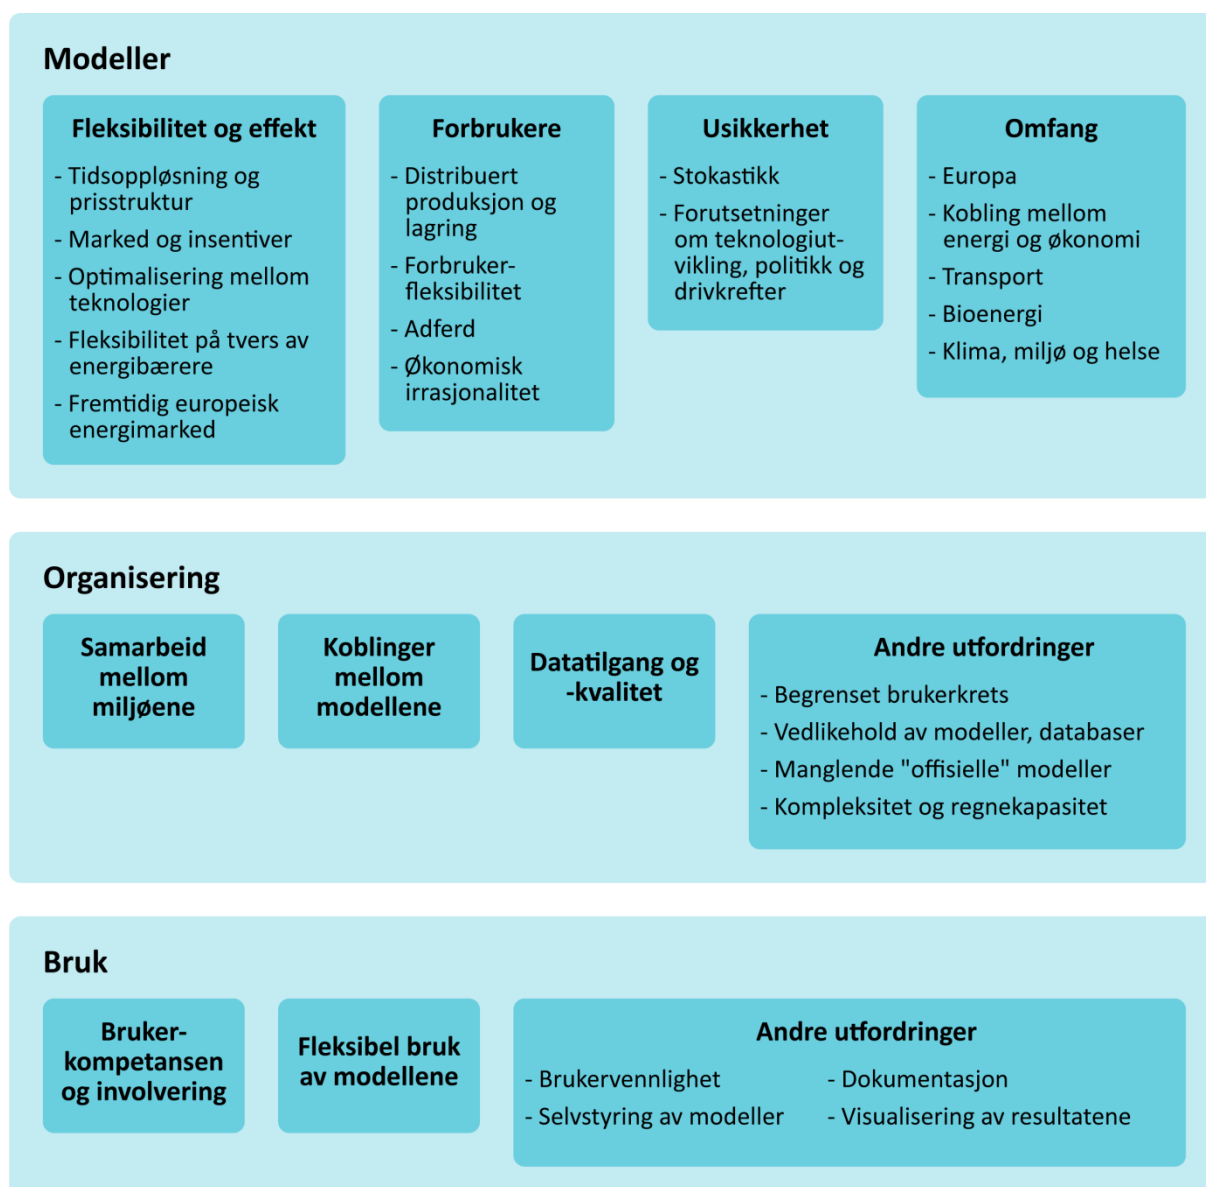 Modeller
Fleksibilitet og effekt
- Tidsoppløsning og
prisstruktur
- Marked og insentiver
- Optimalisering mellom
teknologier
- Fleksibilitet på tvers av
energibærere
- Fremtidig europeisk
energimarked
Forbrukere
- Distribuert
produksjon og
lagring
- Forbruker-
fleksibilitet
- Adferd
- Økonomisk
irrasjonalitet
Usikkerhet
- Stokastikk
- Forutsetninger
om teknologiut-
vikling, politikk og
drivkrefter
Omfang
- Europa
- Kobling mellom
energi og økonomi
- Transport
- Bioenergi
- Klima, miljø og helse
Organisering
Samarbeid
mellom
miljøene
Koblinger
mellom
modellene
Datatilgang og
-kvalitet
Andre utfordringer
- Begrenset brukerkrets
- Vedlikehold av modeller, databaser
- Manglende "offisielle" modeller
- Kompleksitet og regnekapasitet
Bruk
Bruker-
kompetansen
og involvering
Fleksibel bruk
av modellene
Andre utfordringer
- Brukervennlighet
- Selvstyring av modeller
- Dokumentasjon
- Visualisering av resultatene